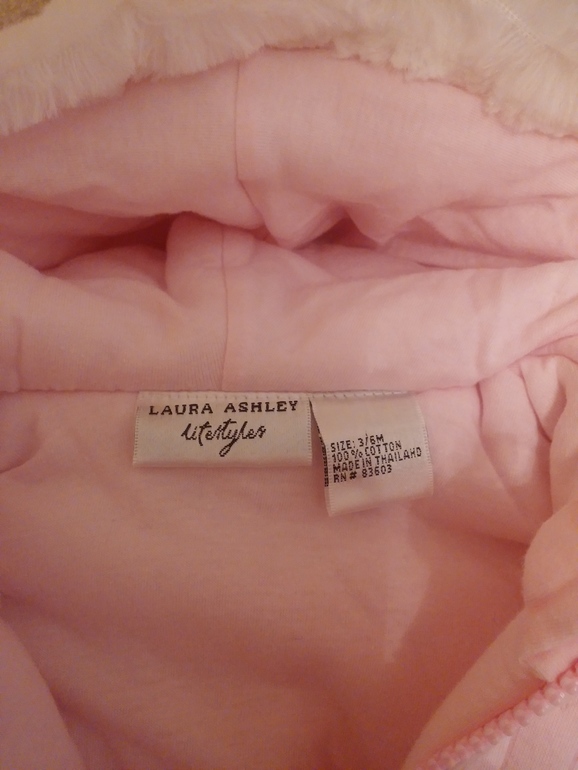 LAURA ASHLEY
lifestyles
SIZE: 3/6M
100% COTTON
MADE IN THAILAND
RN# 83603